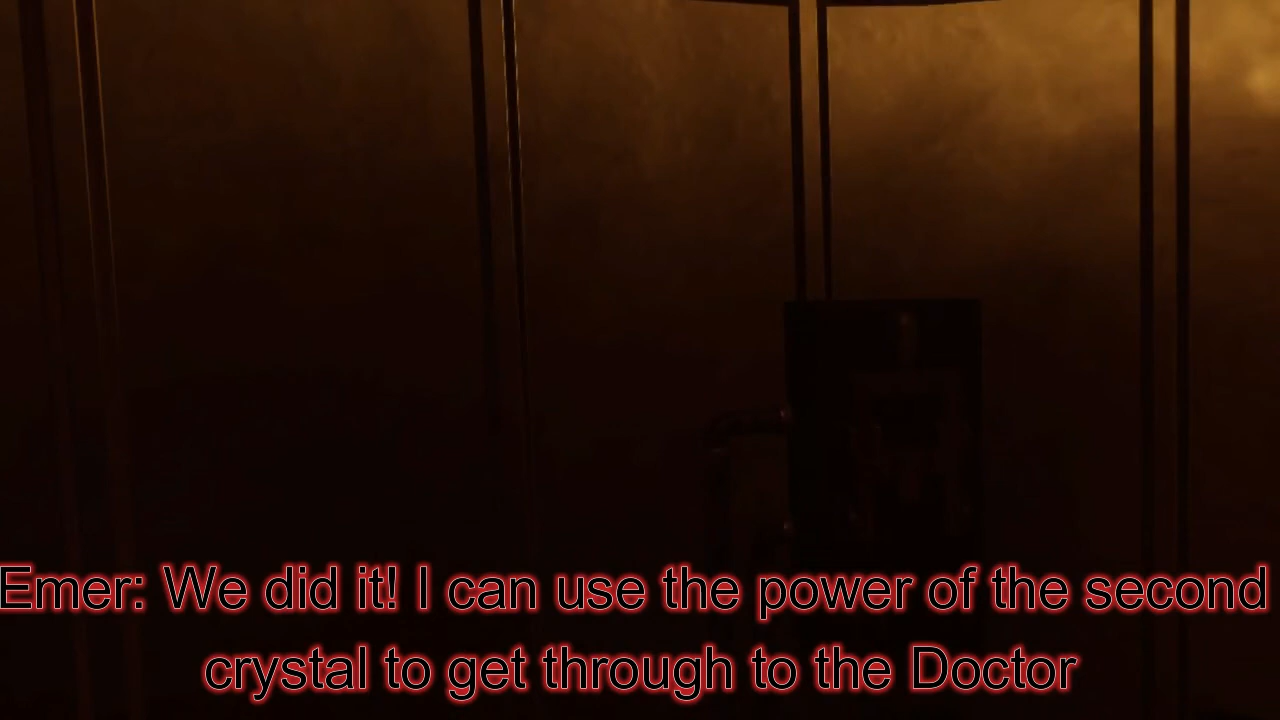 Emer: We did it! I can use the power of the second
crystal to get through to the Doctor